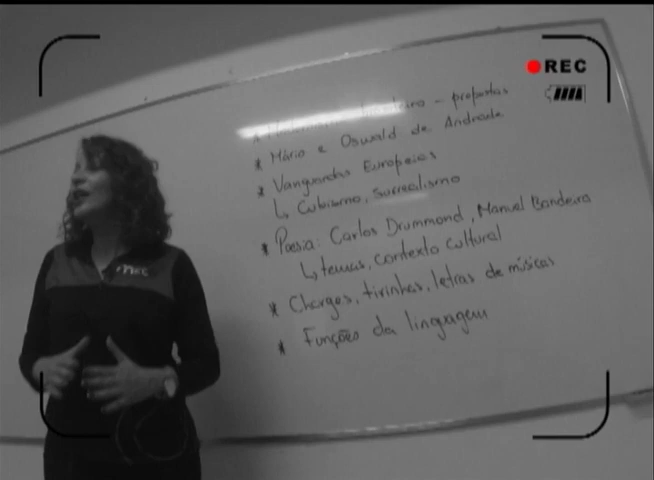 REC
- propostas
* Mário e Oswald de Andrade
* Vanguardas Europeias
↳ Cubismo, surrealismo
* Poesia: Carlos Drummond, Manuel Bandeira
↳ temas, contexto cultural
* Charges, tirinhas, letras de músicas
* Funções da linguagem